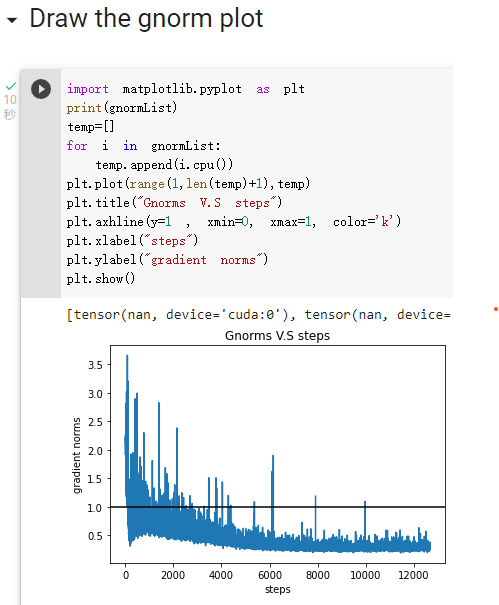 Draw the gnorm plot
10
秒
import matplotlib.pyplot as plt
print(gnormList)
temp=[]
for i in gnormList:
    temp.append(i.cpu())
plt.plot(range(1,len(temp)+1),temp)
plt.title("Gnorms V.S steps")
plt.axhline(y=1 , xmin=0, xmax=1, color='k')
plt.xlabel("steps")
plt.ylabel("gradient norms")
plt.show()
[tensor(nan, device='cuda:0'), tensor(nan, device=
Gnorms V.S steps
gradient norms
3.5
3.0
2.5
2.0
1.5
1.0
0.5
0 2000 4000 6000 8000 10000 12000
steps